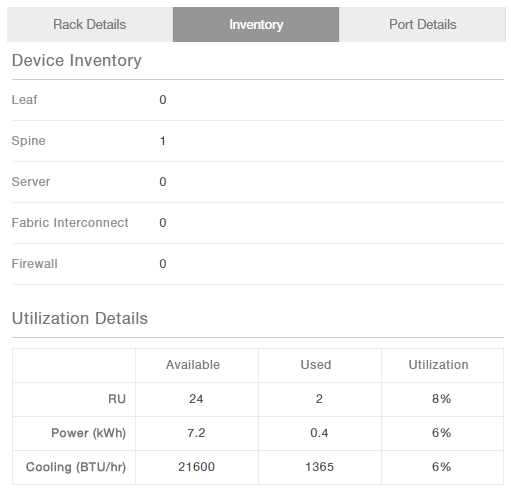 Rack Details Inventory Port Details
Device Inventory
Leaf 0
Spine 1
Server 0
Fabric Interconnect 0
Firewall 0
Utilization Details
Available Used Utilization
RU 24 2 8%
Power (kWh) 7.2 0.4 6%
Cooling (BTU/hr) 21600 1365 6%